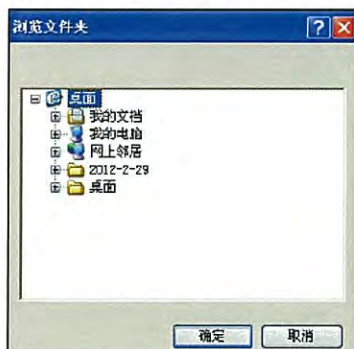 浏览文件夹
桌面
我的文档
我的电脑
网上邻居
2012-2-29
桌面
确定
取消